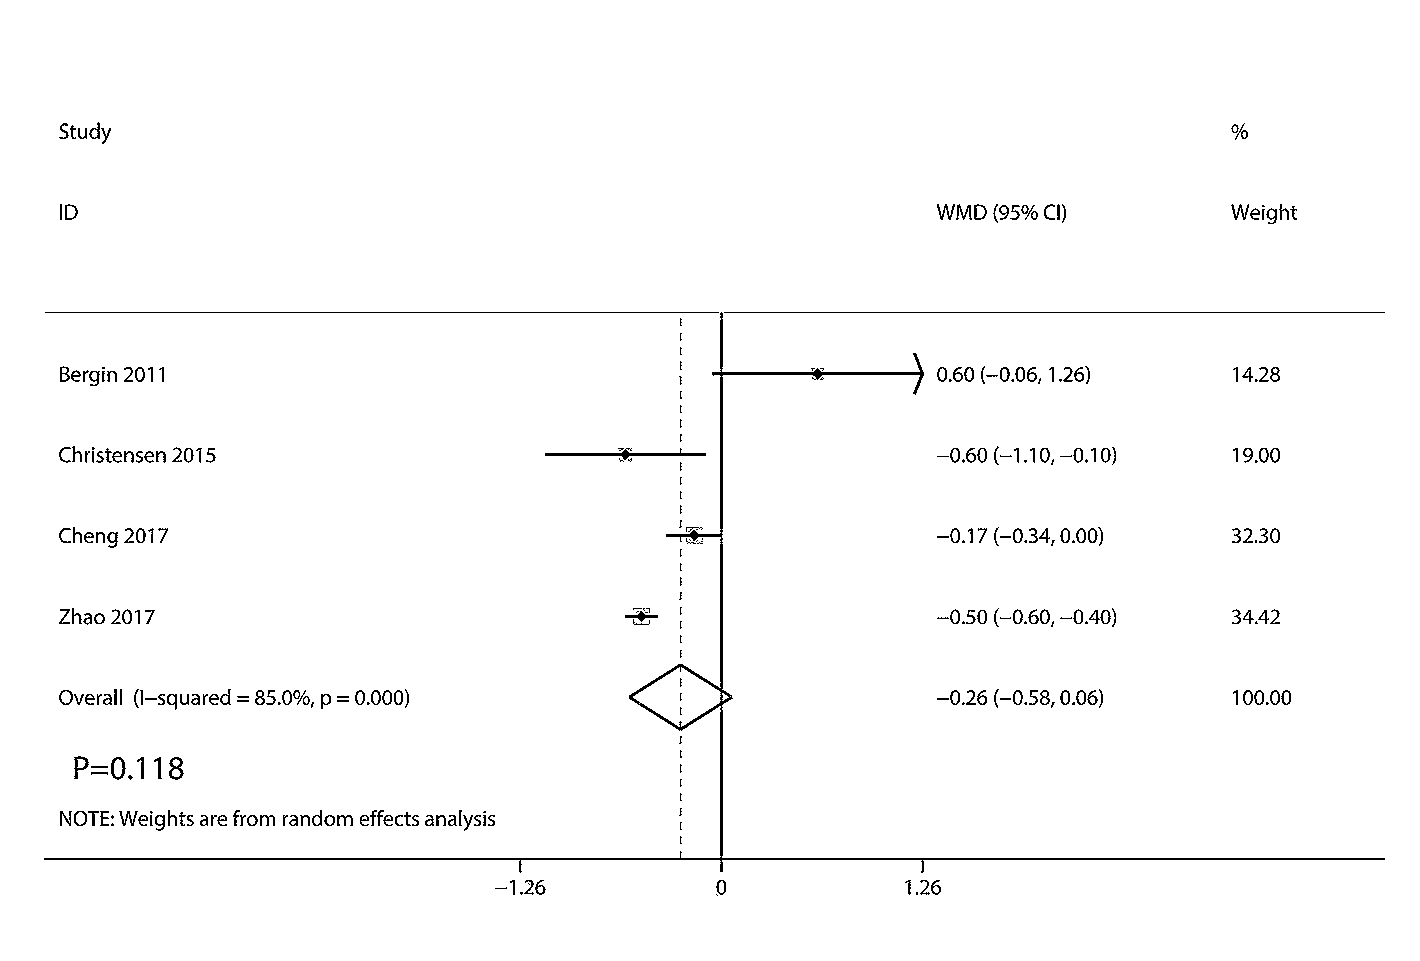 Study %
ID WMD (95% CI) Weight
Bergin 2011 0.60 (−0.06, 1.26) 14.28
Christensen 2015 −0.60 (−1.10, −0.10) 19.00
Cheng 2017 −0.17 (−0.34, 0.00) 32.30
Zhao 2017 −0.50 (−0.60, −0.40) 34.42
Overall (I−squared = 85.0%, p = 0.000) −0.26 (−0.58, 0.06) 100.00
P=0.118
NOTE: Weights are from random effects analysis
−1.26 0 1.26